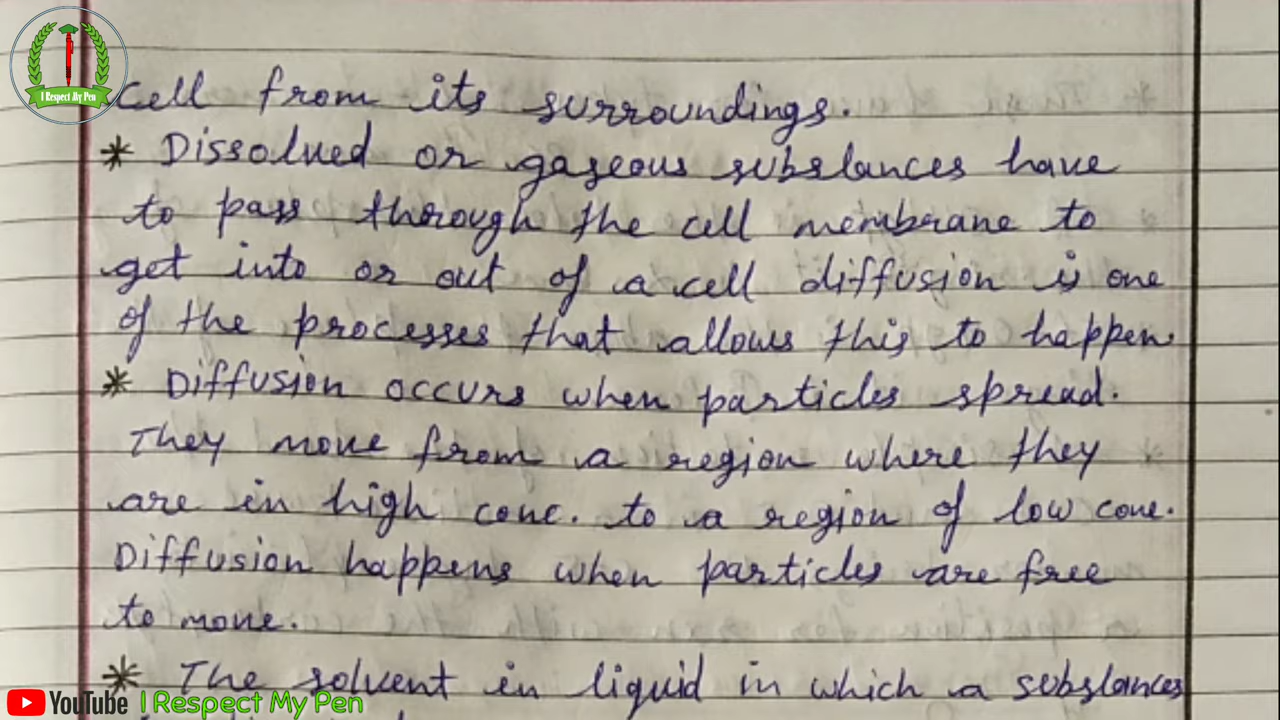 I Respect My Pen
Cell from its surroundings.
* Dissolved or gaseous substances have
to pass thorough the cell membrane to
get into or out of a cell diffusion is one
of the processes that allows this to happen.
* Diffusion occurs when particles spread.
They move from a region where they
are in high conc. to a region of low conc.
Diffusion happens when particles are free
to move.
* The solvent in liquid in which a substances
YouTube I Respect My Pen